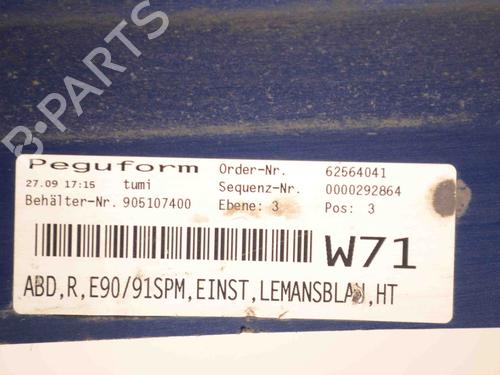 B-Parts
Peguform
Order-Nr. 62564041
27.09 17:15 tumi Sequenz-Nr. 0000292864
Behälter-Nr. 905107400 Ebene: 3 Pos: 3
W71
ABD,R,E90/91SPM,EINST,LEMANSBLAU,HT